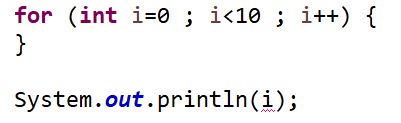 for (int i=0 ; i<10 ; i++) {
}
System.out.println(i);